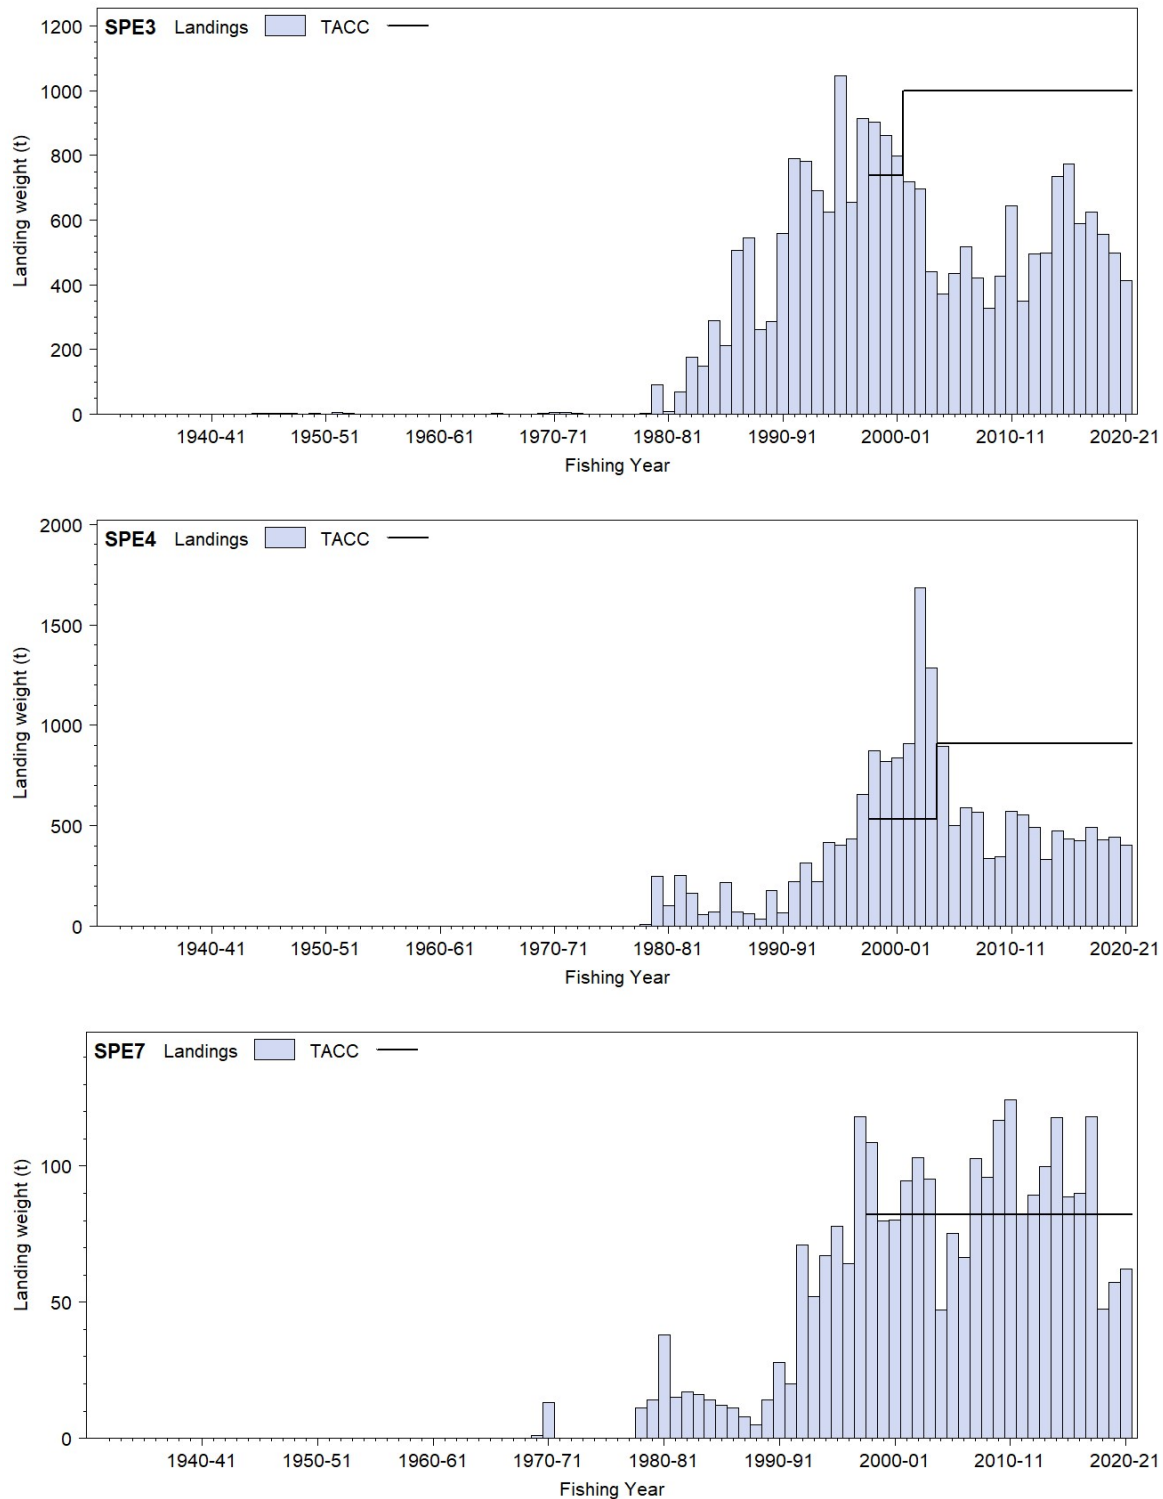 SPE3 Landings TACC
1200
1000
800
600
400
200
0
Landing weight (t)
1940-41 1950-51 1960-61 1970-71 1980-81 1990-91 2000-01 2010-11 2020-21
Fishing Year
SPE4 Landings TACC
2000
1500
1000
500
0
Landing weight (t)
1940-41 1950-51 1960-61 1970-71 1980-81 1990-91 2000-01 2010-11 2020-21
Fishing Year
SPE7 Landings TACC
100
50
0
Landing weight (t)
1940-41 1950-51 1960-61 1970-71 1980-81 1990-91 2000-01 2010-11 2020-21
Fishing Year